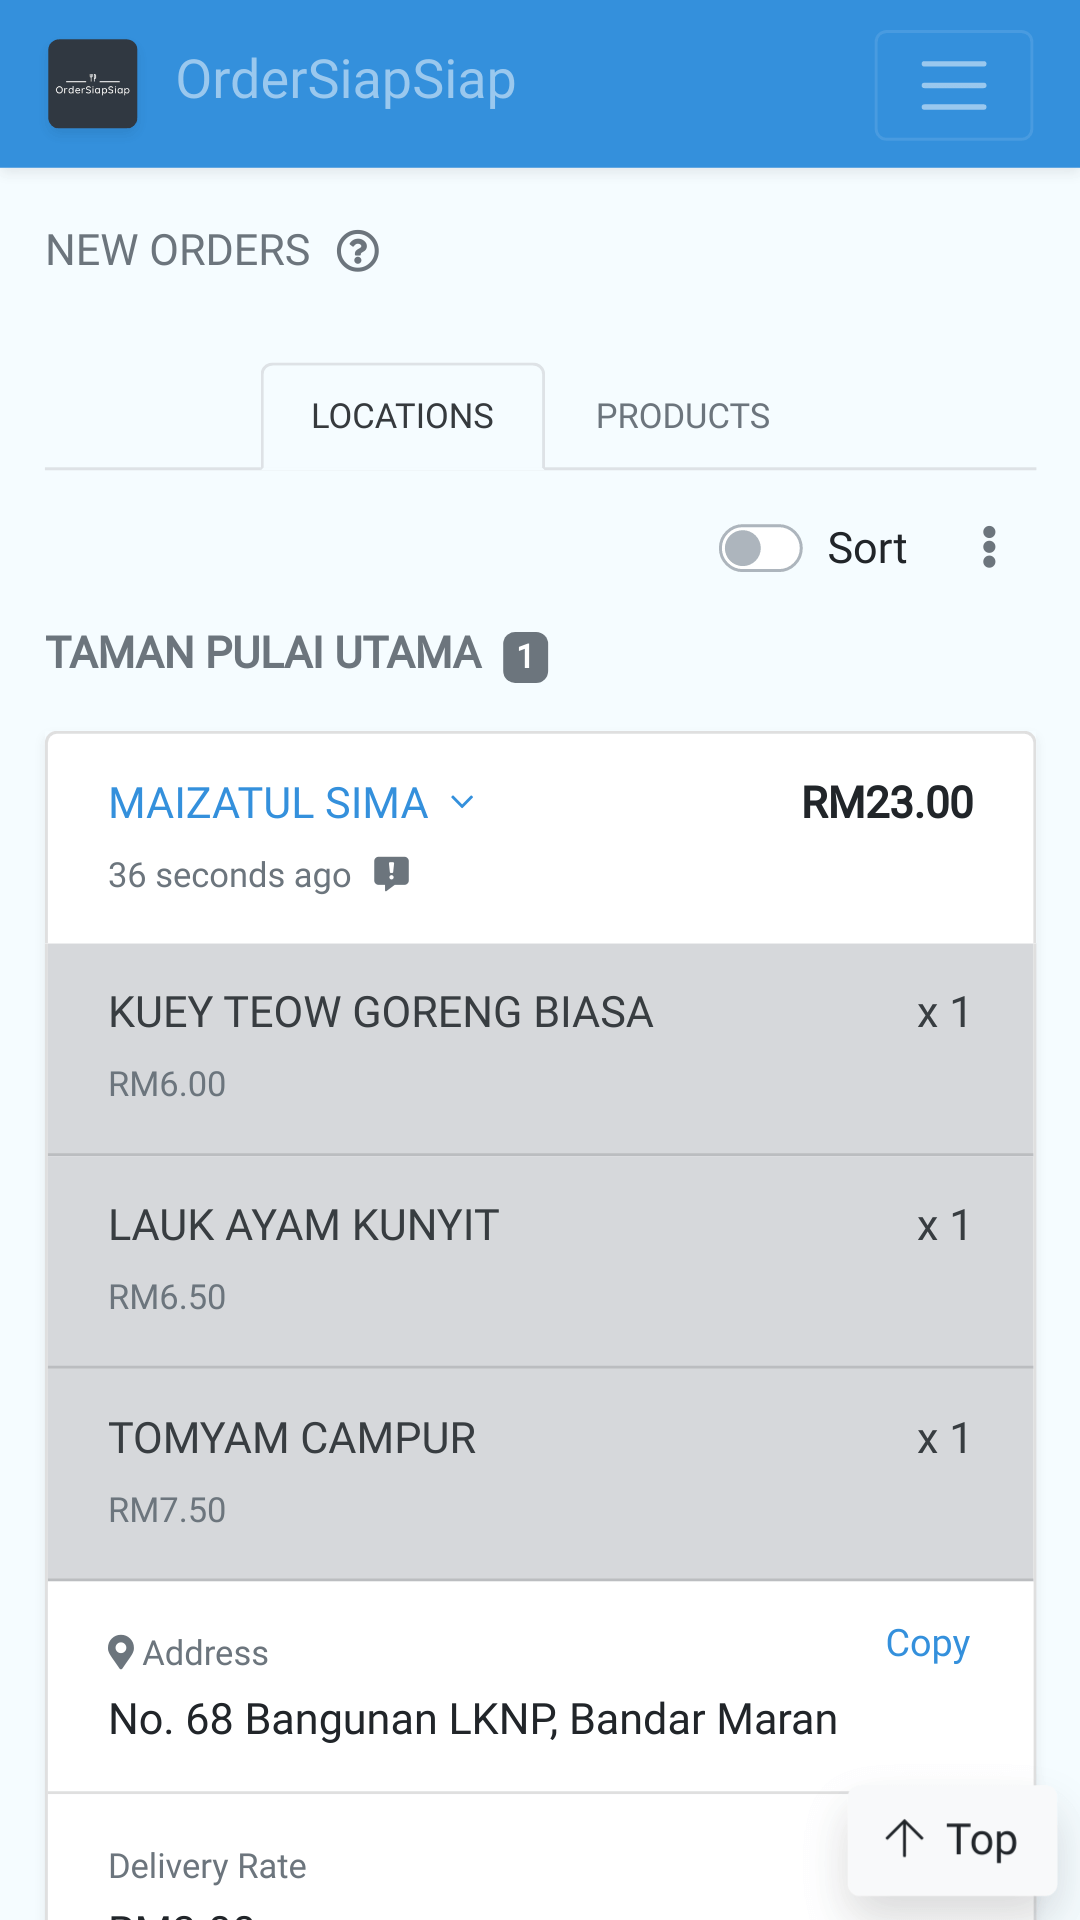 OrderSiapSiap
OrderSiapSiap
NEW ORDERS
LOCATIONS
PRODUCTS
Sort
TAMAN PULAI UTAMA 1
MAIZATUL SIMA
RM23.00
36 seconds ago
KUEY TEOW GORENG BIASA
x 1
RM6.00
LAUK AYAM KUNYIT
x 1
RM6.50
TOMYAM CAMPUR
x 1
RM7.50
Address
Copy
No. 68 Bangunan LKNP, Bandar Maran
Top
Delivery Rate